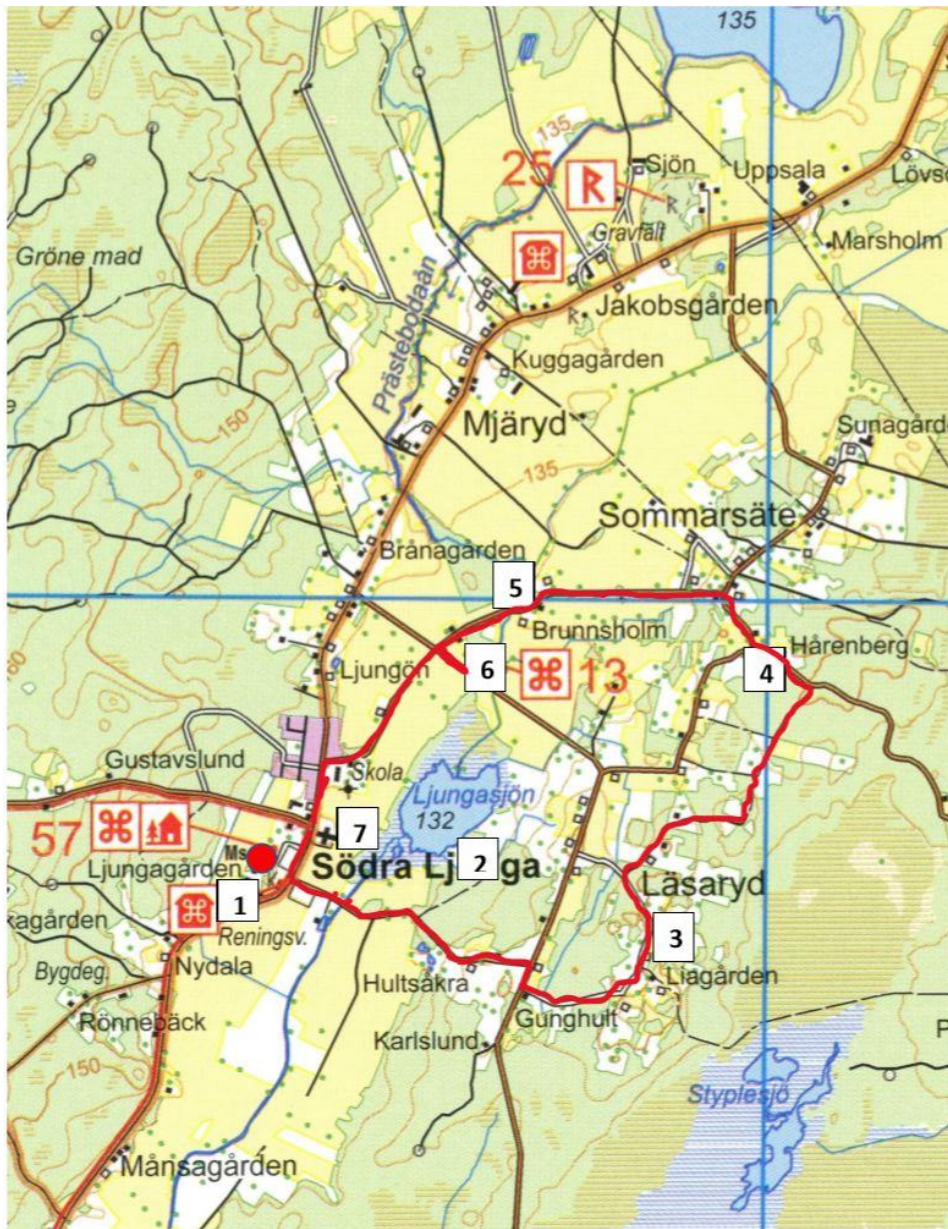 135
135
25
R
Sjön
Uppsala
Gravfält
Marsholm
Gröne mad
Prästebodaån
Jakobsgården
Kuggagården
Mjäryd
150
135
Sunagård
Sommarsäte
Brånagården
5
Brunnsholm
Hårenberg
Ljungön
6
13
4
Gustavslund
Skola
Ljungasjön
132
57
7
Ms
Ljungagården
Södra Lj
ga
2
Läsaryd
1
kagården
Reningsv.
3
Nydala
Bygdeg.
Hultsåkra
Liagården
Rönnebäck
Gunghult
Karlslund
150
Styplesjö
Månsagården